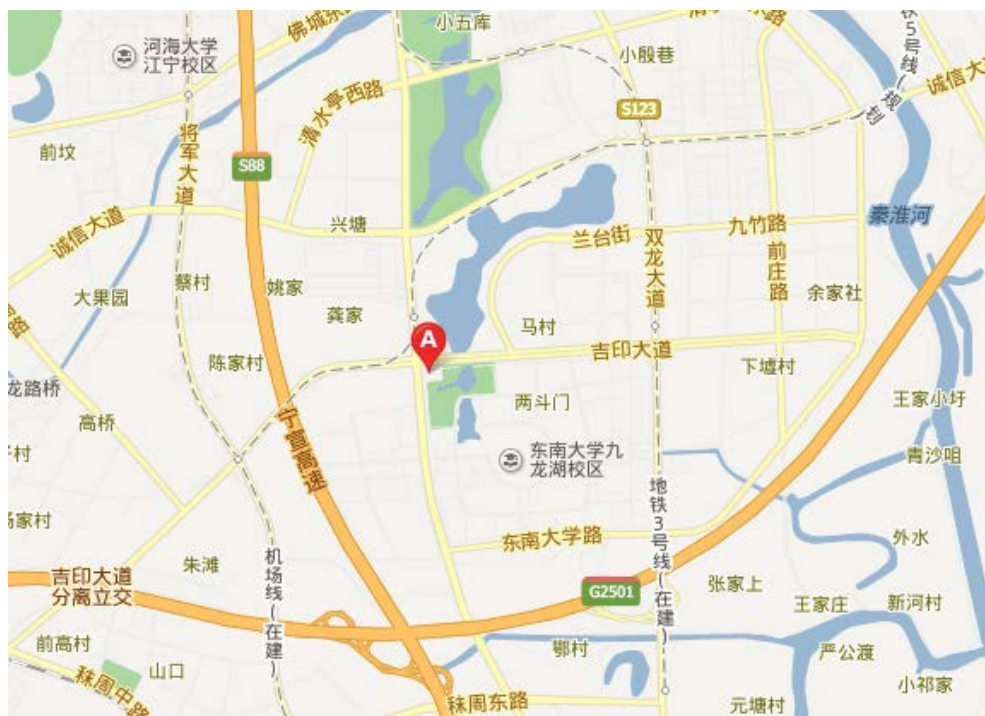 小五库
佛城东
河海大学
江宁校区
小殷巷
清水亭西路
S123
诚信大
将军大道
前坟
S88
地铁5号线(规划
秦淮河
兴塘
诚信大道
兰台街
双龙大道
九竹路
前庄路
蔡村
姚家
大果园
龚家
余家社
A
马村
吉印大道
陈家村
下墟村
龙路桥
两斗门
王家小圩
高桥
宁宣高速
东南大学九
龙湖校区
青沙咀
地铁3号线(在建)
杨家村
东南大学路
外水
机场线(在建)
朱滩
吉印大道
分离立交
G2501
张家上
王家庄
新河村
前高村
鄂村
严公渡
山口
秣周中路
秣周东路
元塘村
小祁家